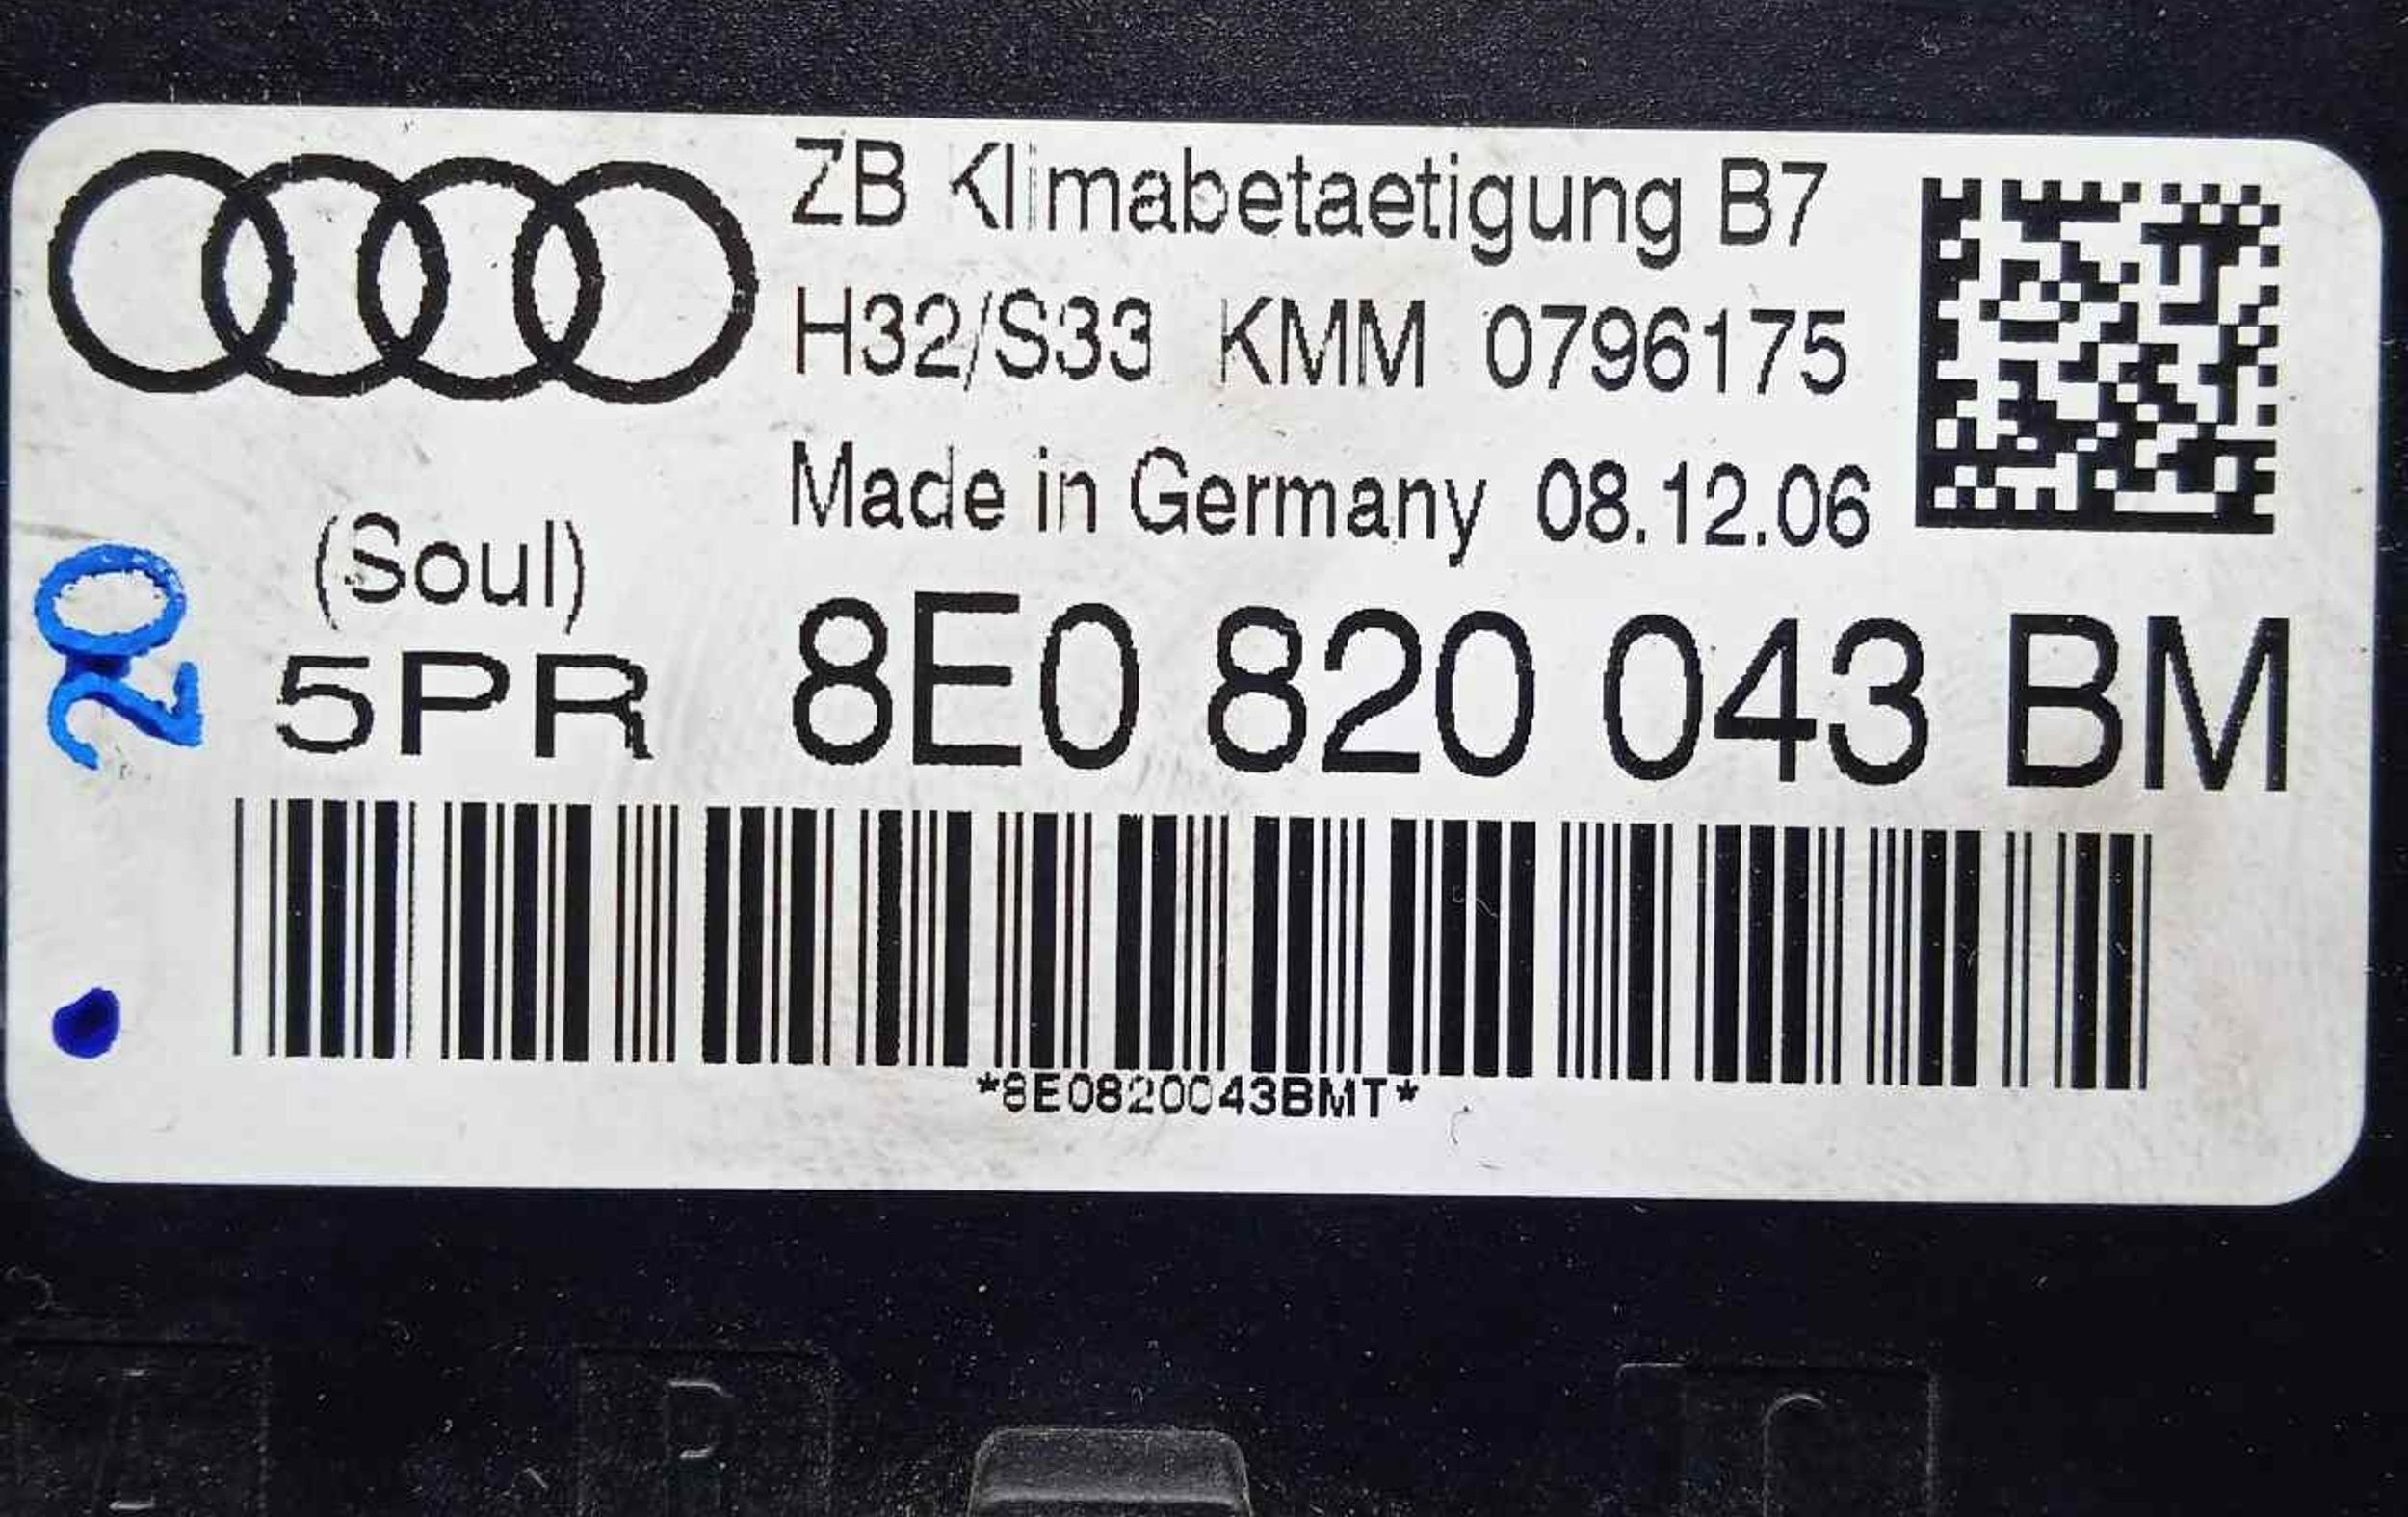 ZB Klimabetaetigung B7
H32/S33 KMM 0796175
Made in Germany 08.12.06
(Soul)
5PR 8E0 820 043 BM
20
*8E0820043BMT*